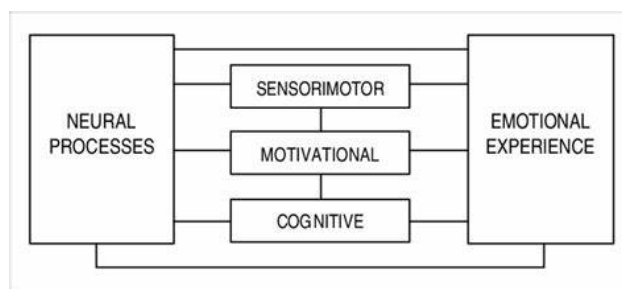 NEURAL
PROCESSES
SENSORIMOTOR
MOTIVATIONAL
COGNITIVE
EMOTIONAL
EXPERIENCE